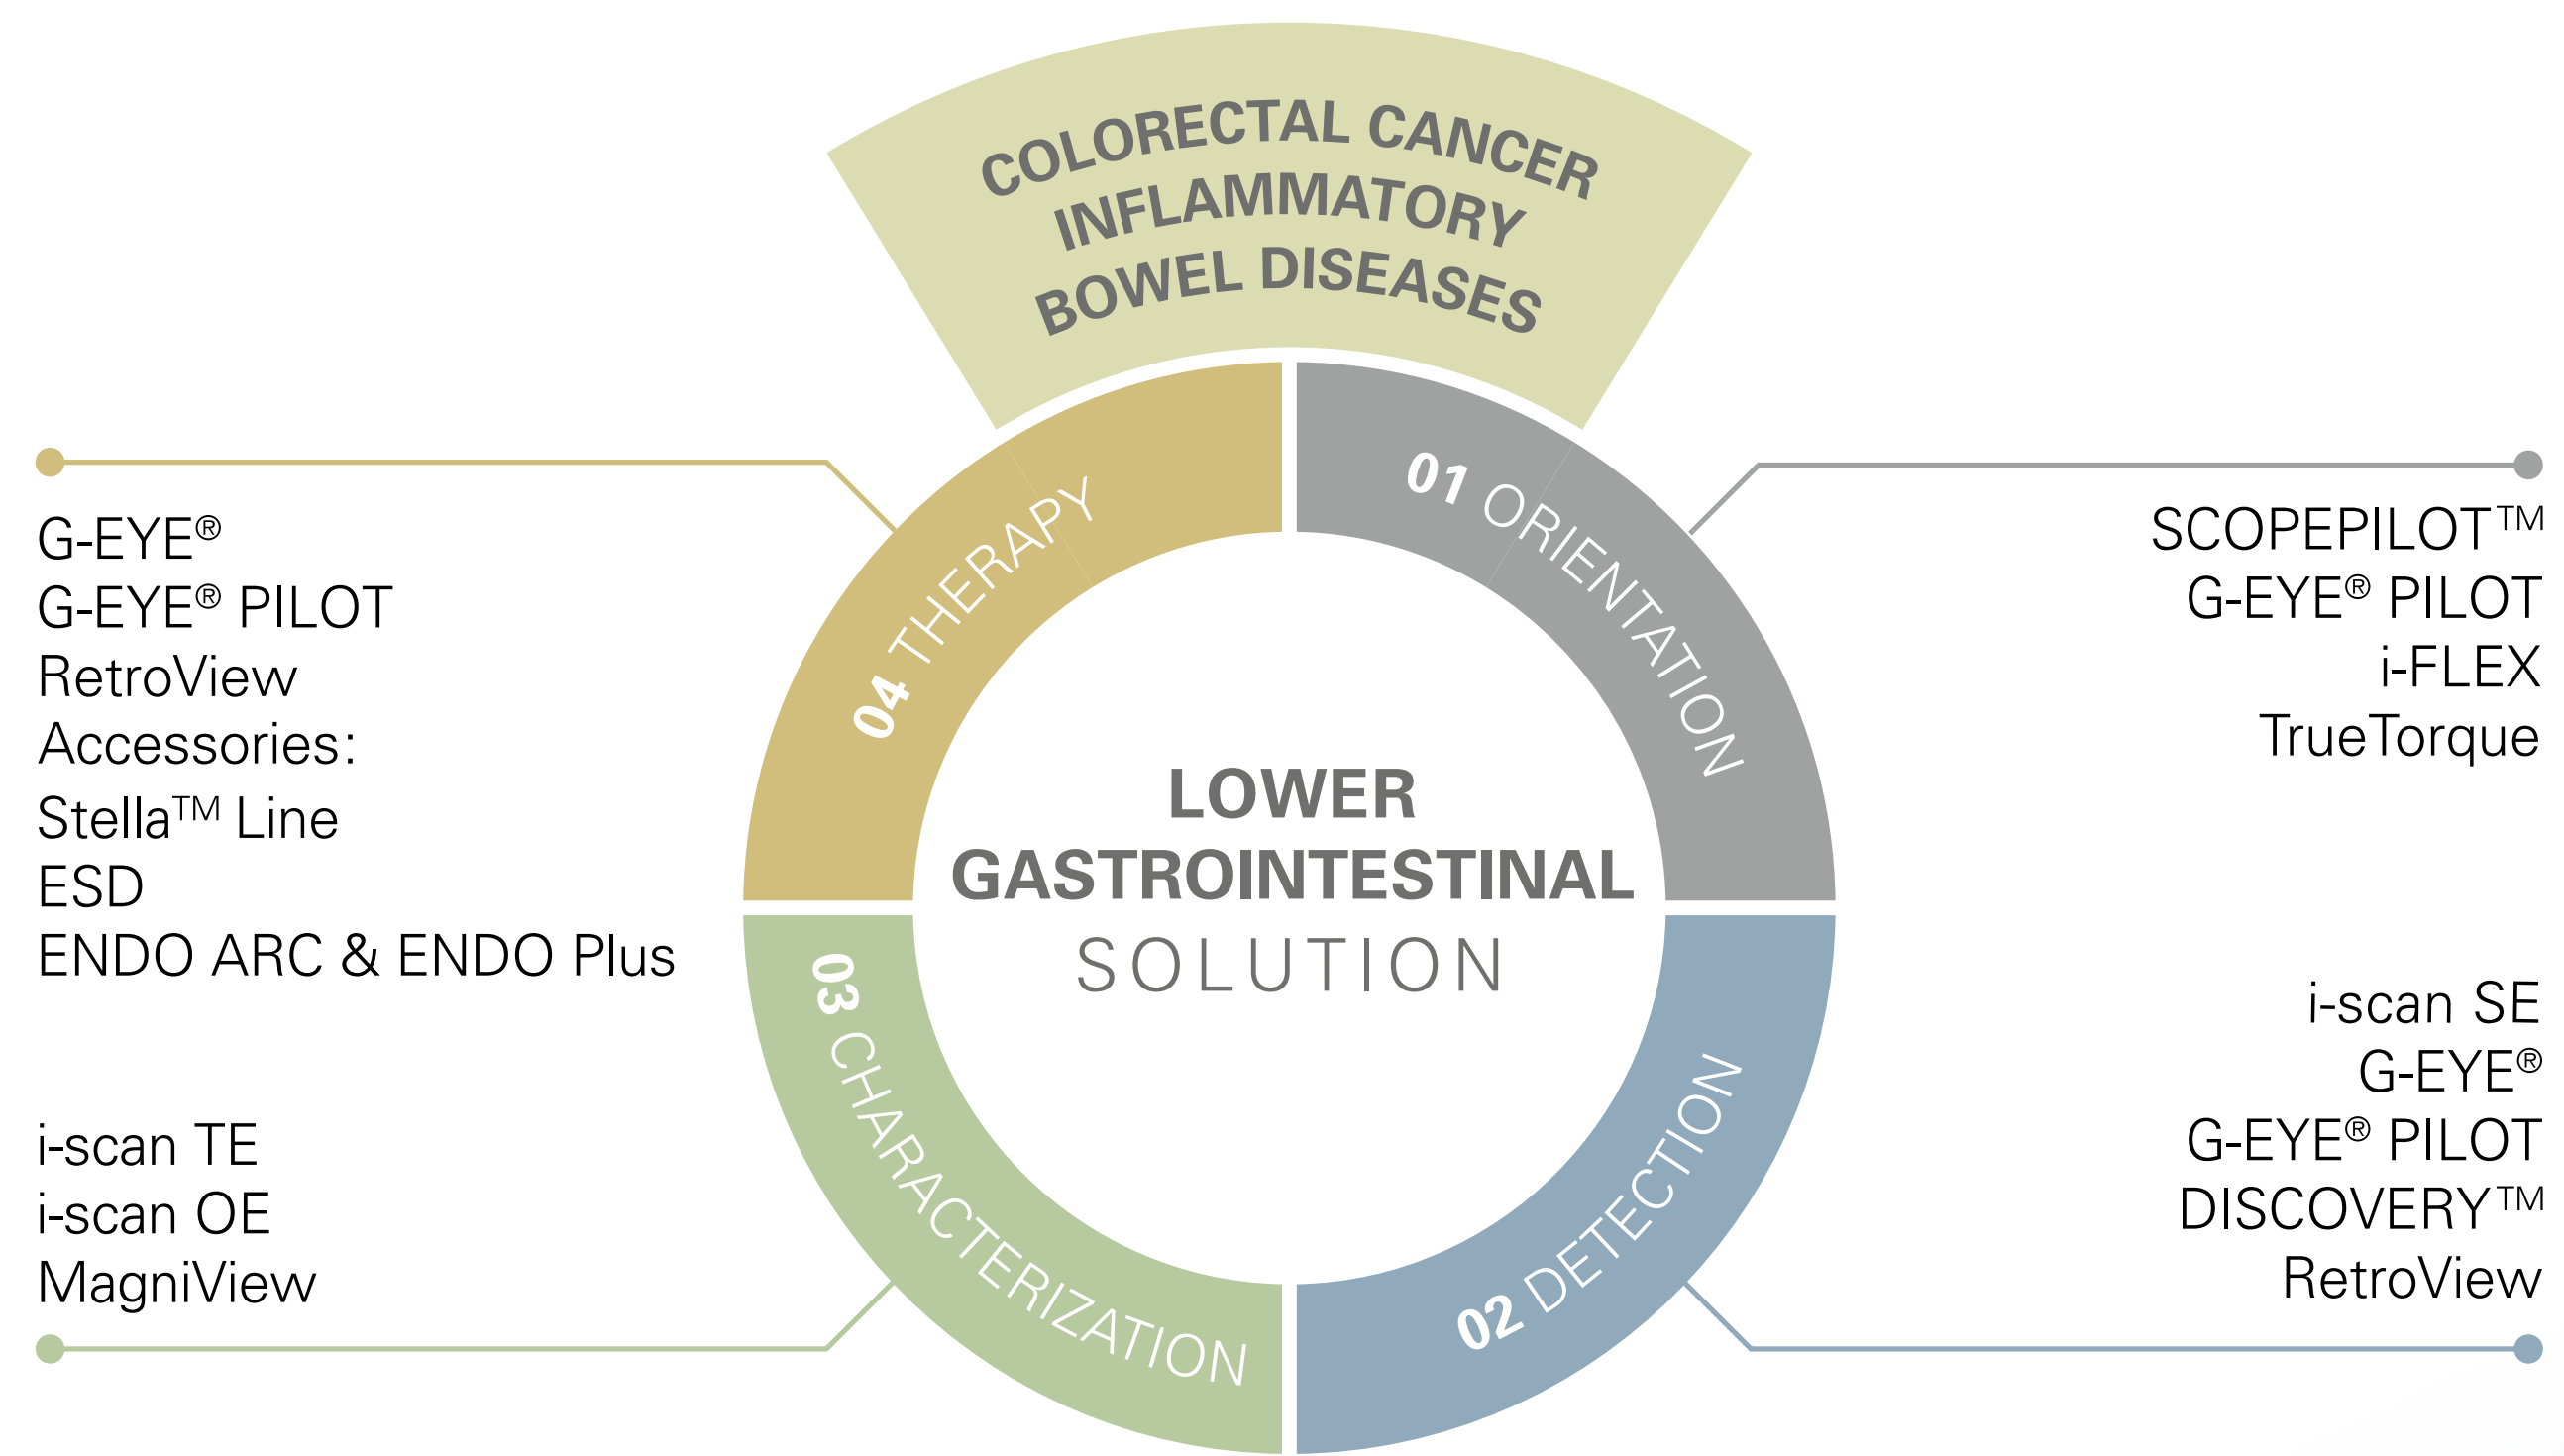 COLORECTAL CANCER
INFLAMMATORY
BOWEL DISEASES
01 ORIENTATION
SCOPEPILOT™
G-EYE® PILOT
i-FLEX
TrueTorque
02 DETECTION
i-scan SE
G-EYE®
G-EYE® PILOT
DISCOVERY™
RetroView
03 CHARACTERIZATION
i-scan TE
i-scan OE
MagniView
04 THERAPY
G-EYE®
G-EYE® PILOT
RetroView
Accessories:
Stella™ Line
ESD
ENDO ARC & ENDO Plus
LOWER
GASTROINTESTINAL
SOLUTION